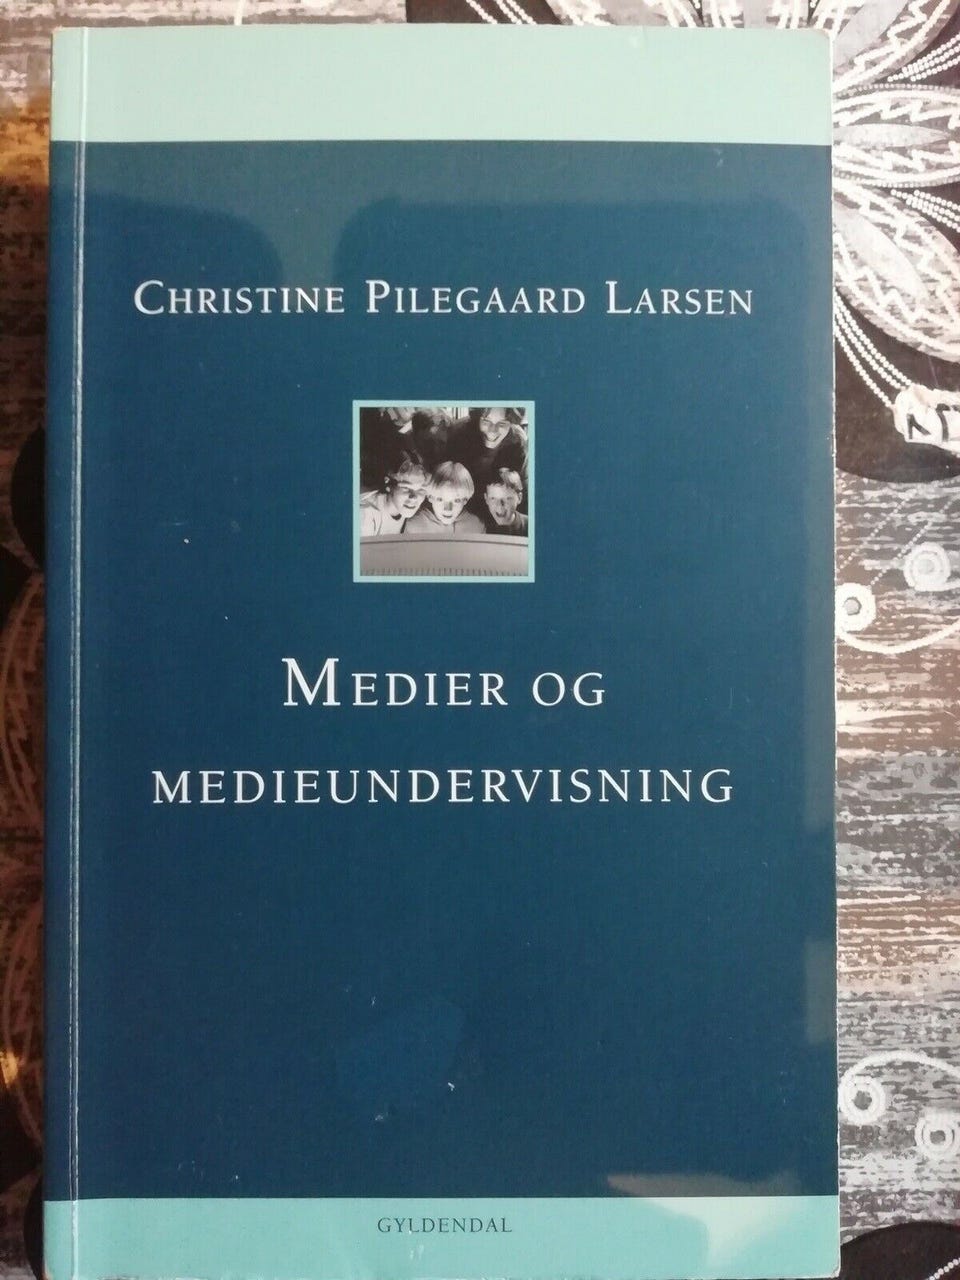 CHRISTINE PILEGAARD LARSEN
MEDIER OG
MEDIEUNDERVISNING
GYLDENDAL